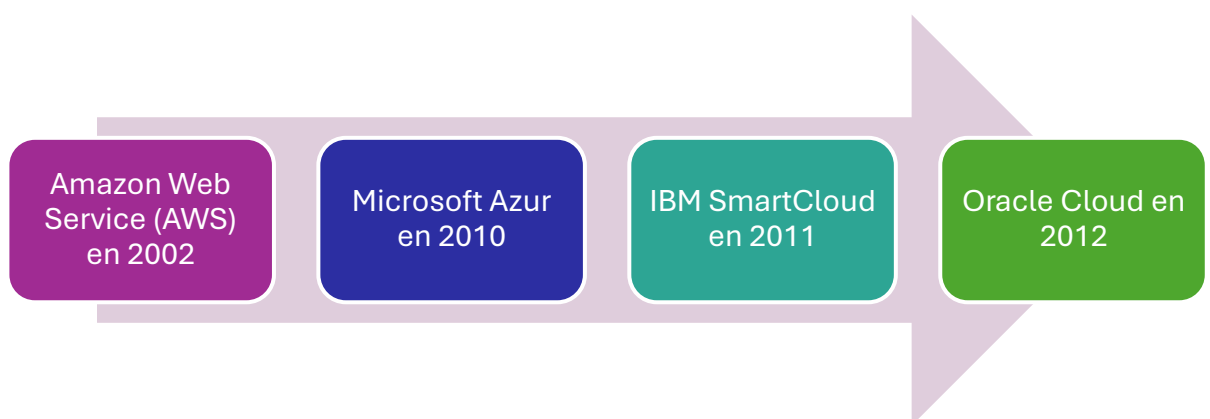 Amazon Web
Service (AWS)
en 2002
Microsoft Azur
en 2010
IBM SmartCloud
en 2011
Oracle Cloud en
2012